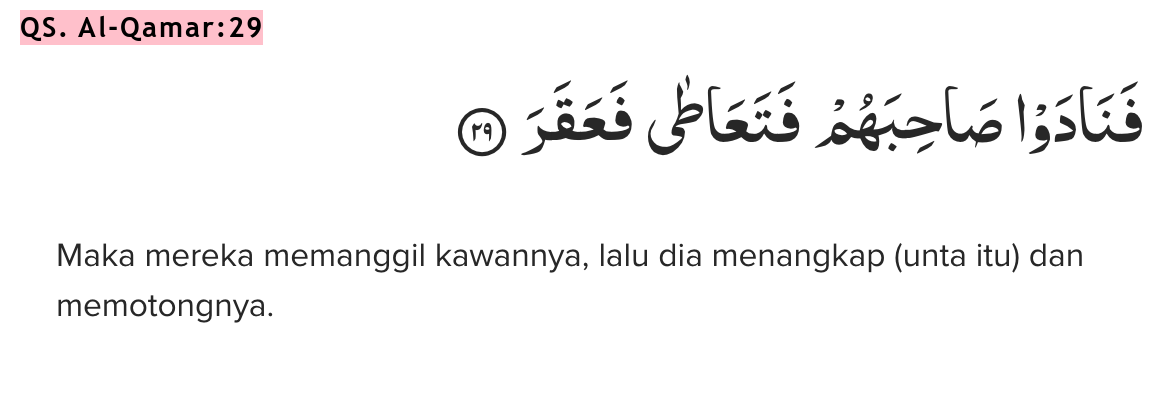 QS. Al-Qamar:29
فَنَادَوْا صَاحِبَهُمْ فَتَعَاطٰى فَعَقَرَ ۝٢٩
Maka mereka memanggil kawannya, lalu dia menangkap (unta itu) dan
memotongnya.